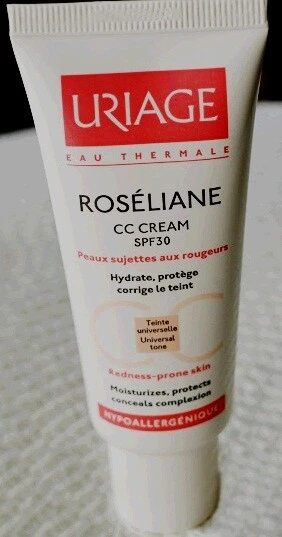 URIAGE
EAU THERMALE
ROSÉLIANE
CC CREAM
SPF30
Peaux sujettes aux rougeurs
Hydrate, protège
corrige le teint
Teinte
universelle
Universal
tone
Redness-prone skin
Moisturizes, protects
conceals complexion
HYPOALLERGÉNIQUE